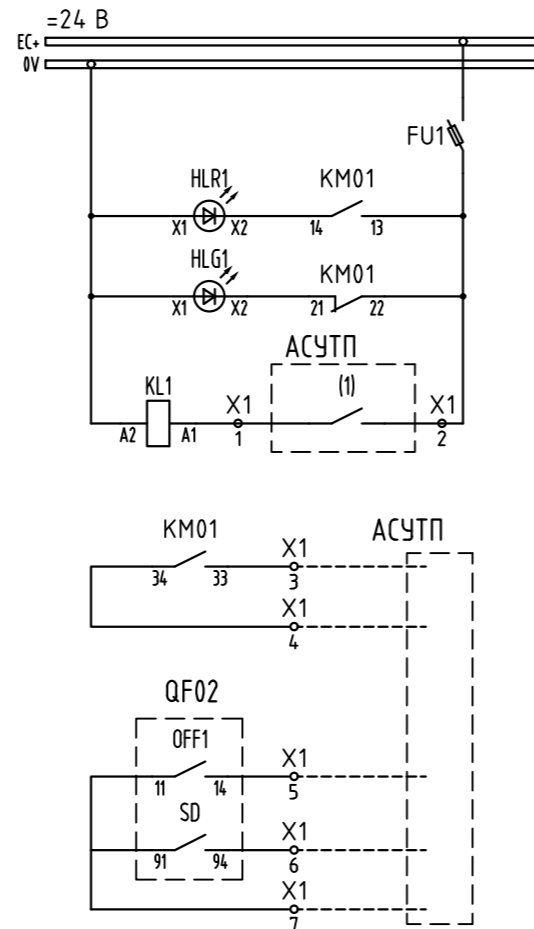 =24 В
EC+
0V
FU1
HLR1 KM01
X1 X2 14 13
HLG1 KM01
X1 X2 21 22
АСУТП
KL1 X1 (1) X1
A2 A1 1 2
KM01 X1 АСУТП
34 33 3
X1
4
QF02
OFF1 X1
11 14 5
SD X1
91 94 6
X1
7